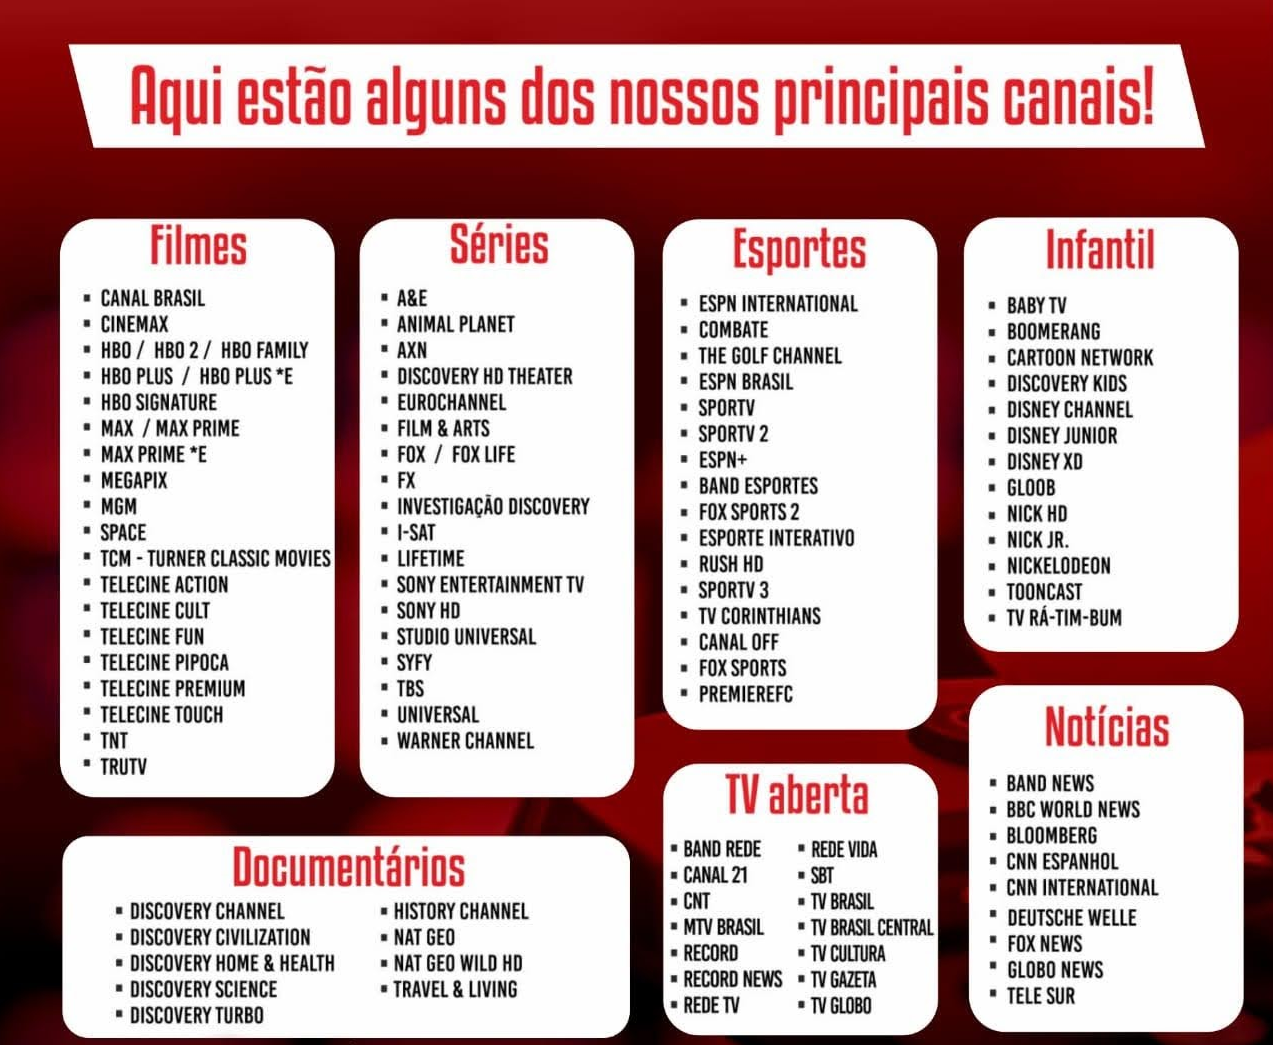 Aqui estão alguns dos nossos principais canais!
Filmes
▪ CANAL BRASIL
▪ CINEMAX
▪ HBO / HBO 2 / HBO FAMILY
▪ HBO PLUS / HBO PLUS *E
▪ HBO SIGNATURE
▪ MAX / MAX PRIME
▪ MAX PRIME *E
▪ MEGAPIX
▪ MGM
▪ SPACE
▪ TCM - TURNER CLASSIC MOVIES
▪ TELECINE ACTION
▪ TELECINE CULT
▪ TELECINE FUN
▪ TELECINE PIPOCA
▪ TELECINE PREMIUM
▪ TELECINE TOUCH
▪ TNT
▪ TRUTV
Séries
▪ A&E
▪ ANIMAL PLANET
▪ AXN
▪ DISCOVERY HD THEATER
▪ EUROCHANNEL
▪ FILM & ARTS
▪ FOX / FOX LIFE
▪ FX
▪ INVESTIGAÇÃO DISCOVERY
▪ I-SAT
▪ LIFETIME
▪ SONY ENTERTAINMENT TV
▪ SONY HD
▪ STUDIO UNIVERSAL
▪ SYFY
▪ TBS
▪ UNIVERSAL
▪ WARNER CHANNEL
Esportes
▪ ESPN INTERNATIONAL
▪ COMBATE
▪ THE GOLF CHANNEL
▪ ESPN BRASIL
▪ SPORTV
▪ SPORTV 2
▪ ESPN+
▪ BAND ESPORTES
▪ FOX SPORTS 2
▪ ESPORTE INTERATIVO
▪ RUSH HD
▪ SPORTV 3
▪ TV CORINTHIANS
▪ CANAL OFF
▪ FOX SPORTS
▪ PREMIEREFC
Infantil
▪ BABY TV
▪ BOOMERANG
▪ CARTOON NETWORK
▪ DISCOVERY KIDS
▪ DISNEY CHANNEL
▪ DISNEY JUNIOR
▪ DISNEY XD
▪ GLOOB
▪ NICK HD
▪ NICK JR.
▪ NICKELODEON
▪ TOONCAST
▪ TV RÁ-TIM-BUM
Documentários
▪ DISCOVERY CHANNEL
▪ DISCOVERY CIVILIZATION
▪ DISCOVERY HOME & HEALTH
▪ DISCOVERY SCIENCE
▪ DISCOVERY TURBO
▪ HISTORY CHANNEL
▪ NAT GEO
▪ NAT GEO WILD HD
▪ TRAVEL & LIVING
TV aberta
▪ BAND REDE
▪ CANAL 21
▪ CNT
▪ MTV BRASIL
▪ RECORD
▪ RECORD NEWS
▪ REDE TV
▪ REDE VIDA
▪ SBT
▪ TV BRASIL
▪ TV BRASIL CENTRAL
▪ TV CULTURA
▪ TV GAZETA
▪ TV GLOBO
Notícias
▪ BAND NEWS
▪ BBC WORLD NEWS
▪ BLOOMBERG
▪ CNN ESPANHOL
▪ CNN INTERNATIONAL
▪ DEUTSCHE WELLE
▪ FOX NEWS
▪ GLOBO NEWS
▪ TELE SUR